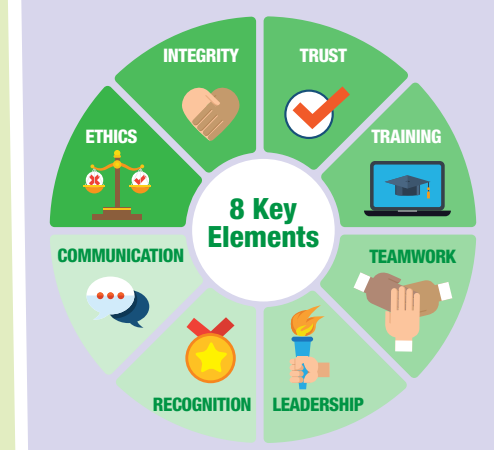 INTEGRITY
TRUST
ETHICS
TRAINING
8 Key
Elements
COMMUNICATION
TEAMWORK
RECOGNITION
LEADERSHIP